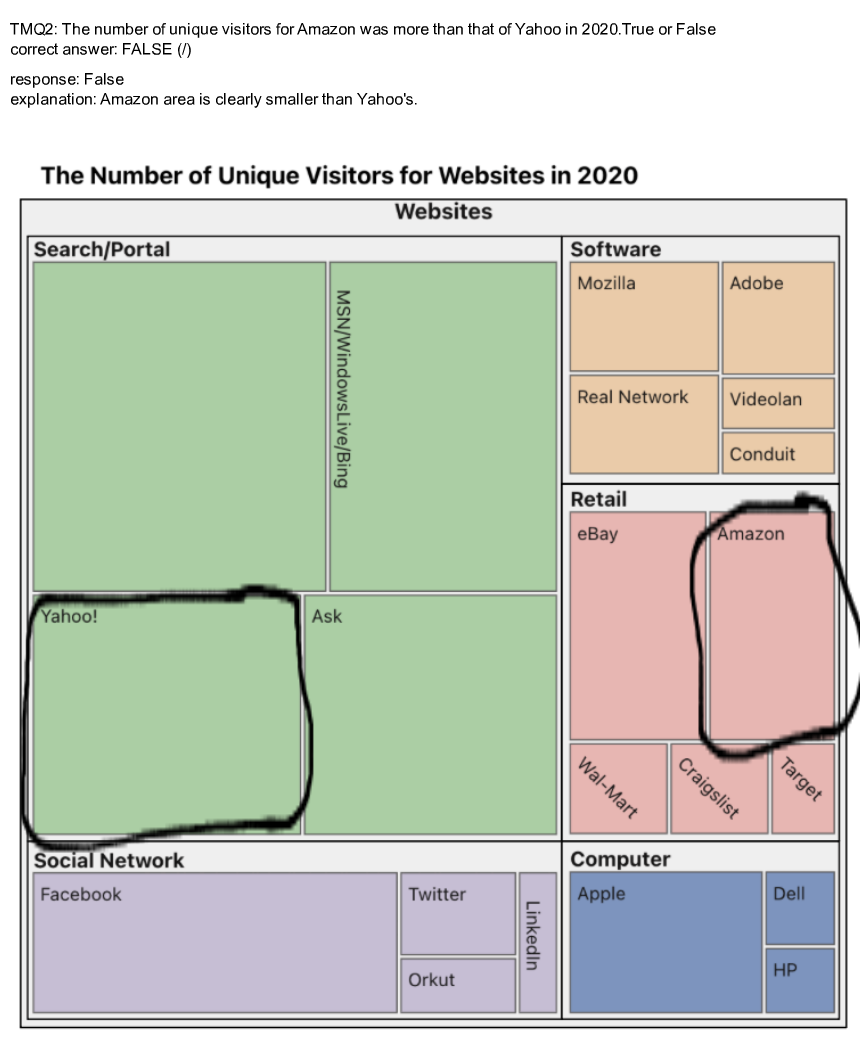 TMQ2: The number of unique visitors for Amazon was more than that of Yahoo in 2020.True or False
correct answer: FALSE (/)
response: False
explanation: Amazon area is clearly smaller than Yahoo's.
The Number of Unique Visitors for Websites in 2020
Websites
Search/Portal
MSN/WindowsLive/Bing
Yahoo!
Ask
Software
Mozilla
Adobe
Real Network
Videolan
Conduit
Retail
eBay
Amazon
Wal-Mart
Craigslist
Target
Social Network
Facebook
Twitter
Orkut
LinkedIn
Computer
Apple
Dell
HP